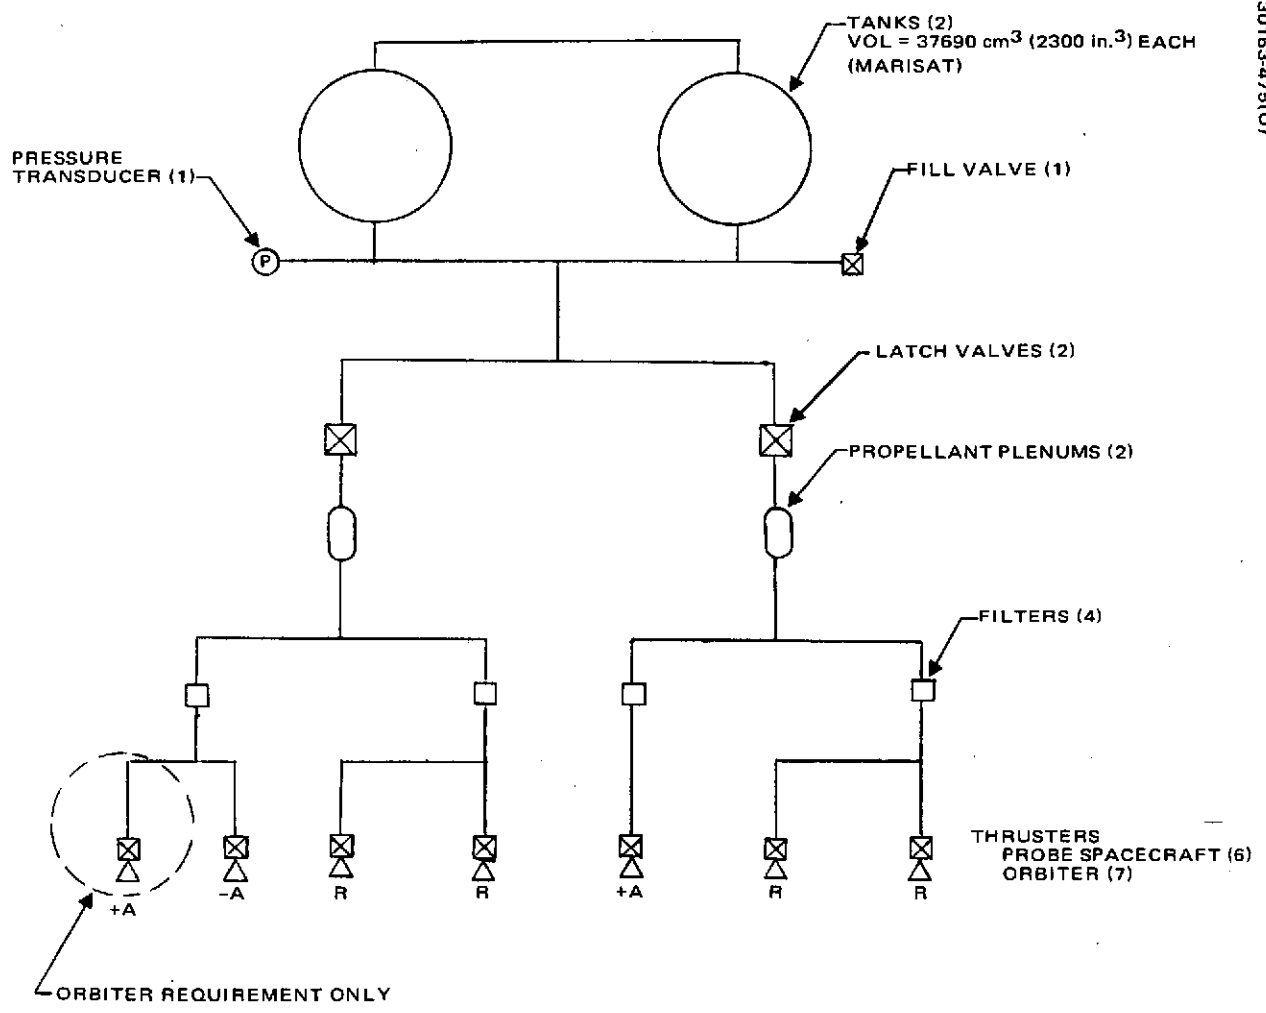 TANKS (2)
VOL = 37690 cm³ (2300 in.³) EACH
(MARISAT)
PRESSURE
TRANSDUCER (1)
FILL VALVE (1)
P
LATCH VALVES (2)
PROPELLANT PLENUMS (2)
FILTERS (4)
THRUSTERS
PROBE SPACECRAFT (6)
ORBITER (7)
+A
-A
R
R
+A
R
R
ORBITER REQUIREMENT ONLY